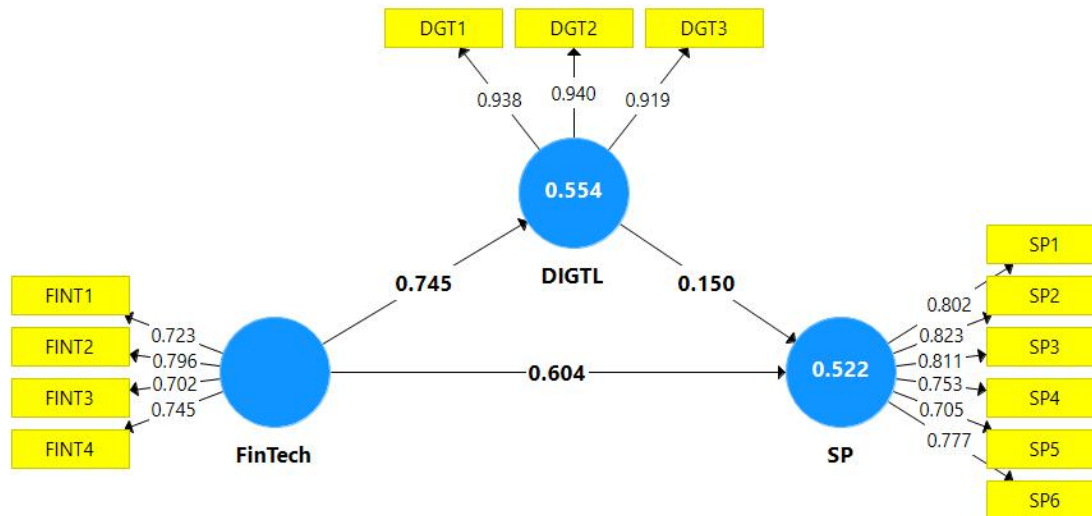 DGT1 DGT2 DGT3
0.938 0.940 0.919
0.554
DIGTL
0.745
0.150
FINT1
FINT2
FINT3
FINT4
0.723
0.796
0.702
0.745
FinTech
0.604
0.522
SP
0.802
0.823
0.811
0.753
0.705
0.777
SP1
SP2
SP3
SP4
SP5
SP6